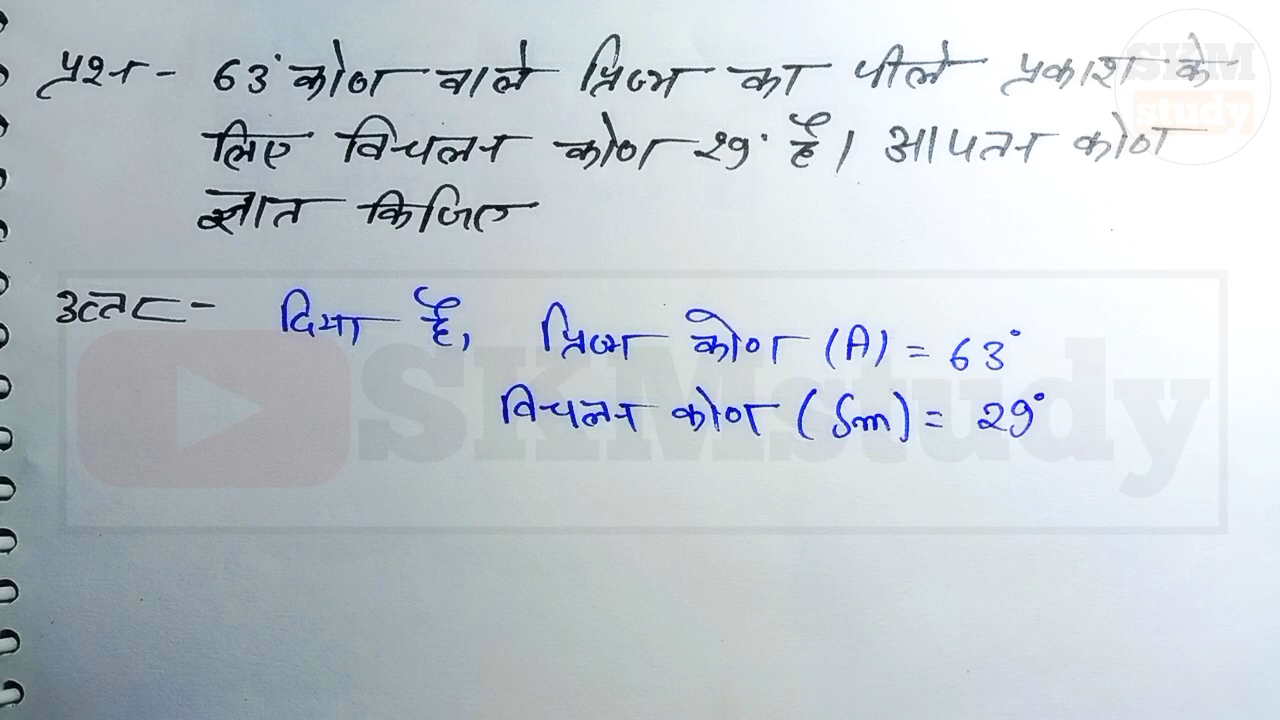 प्रश्न - 63° कोण वाले प्रिज्म का पीले प्रकाश के
लिए विचलन कोण 29° है। आपतन कोण
ज्ञात किजिए
उत्तर - दिया है, प्रिज्म कोण (A) = 63°
विचलन कोण (δm) = 29°
SKM
study
SKMstudy